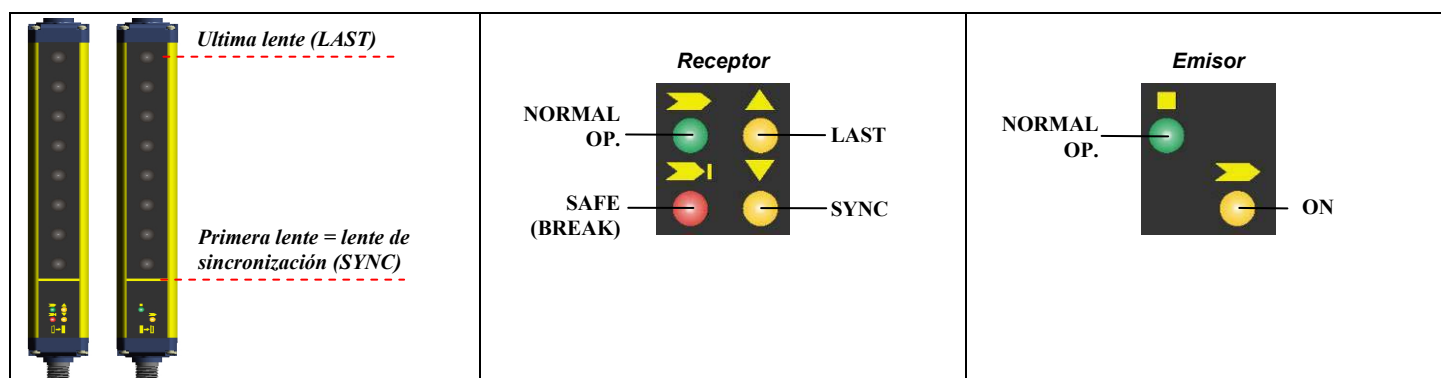 Ultima lente (LAST)
Primera lente = lente de
sincronización (SYNC)
Receptor
NORMAL
OP.
LAST
SAFE
(BREAK)
SYNC
Emisor
NORMAL
OP.
ON